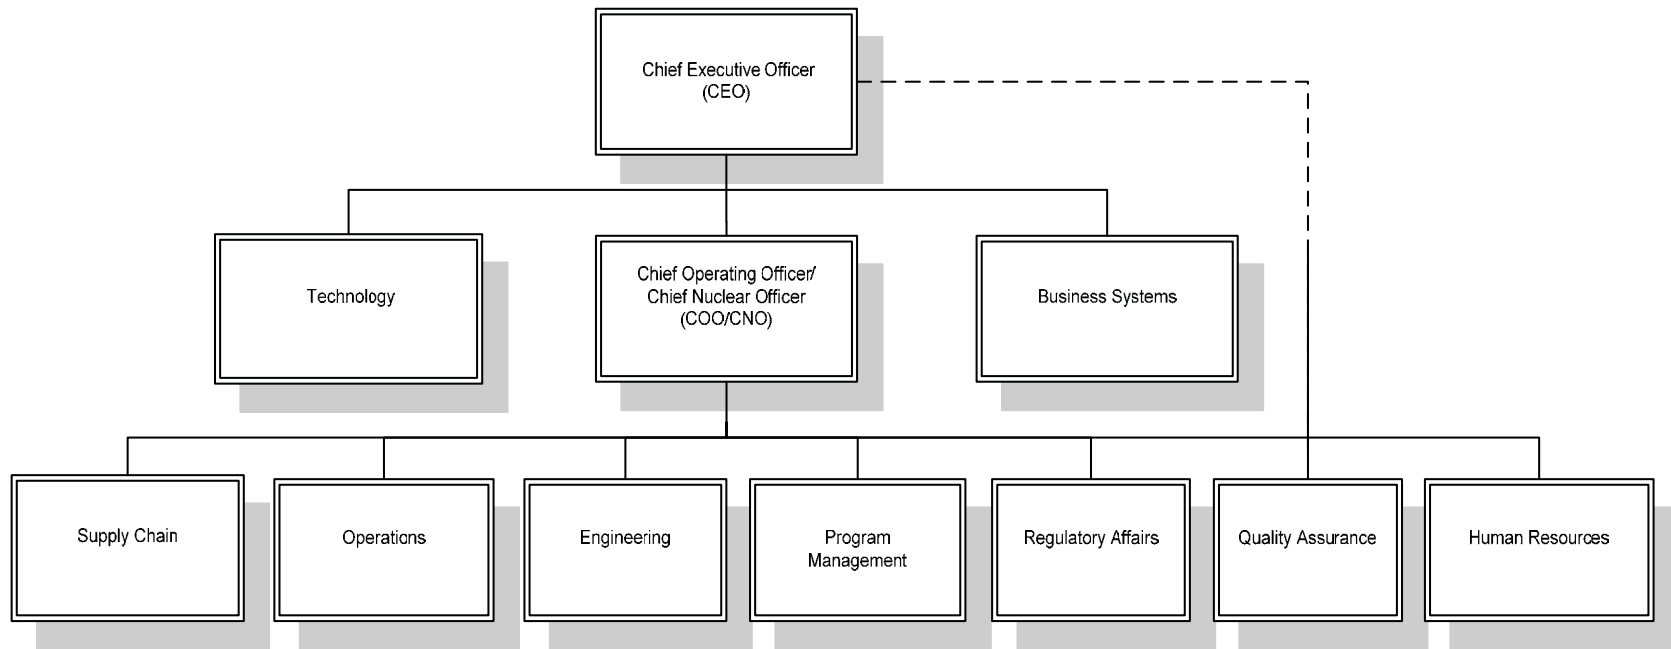 Chief Executive Officer
(CEO)
Technology
Chief Operating Officer/
Chief Nuclear Officer
(COO/CNO)
Business Systems
Supply Chain
Operations
Engineering
Program
Management
Regulatory Affairs
Quality Assurance
Human Resources